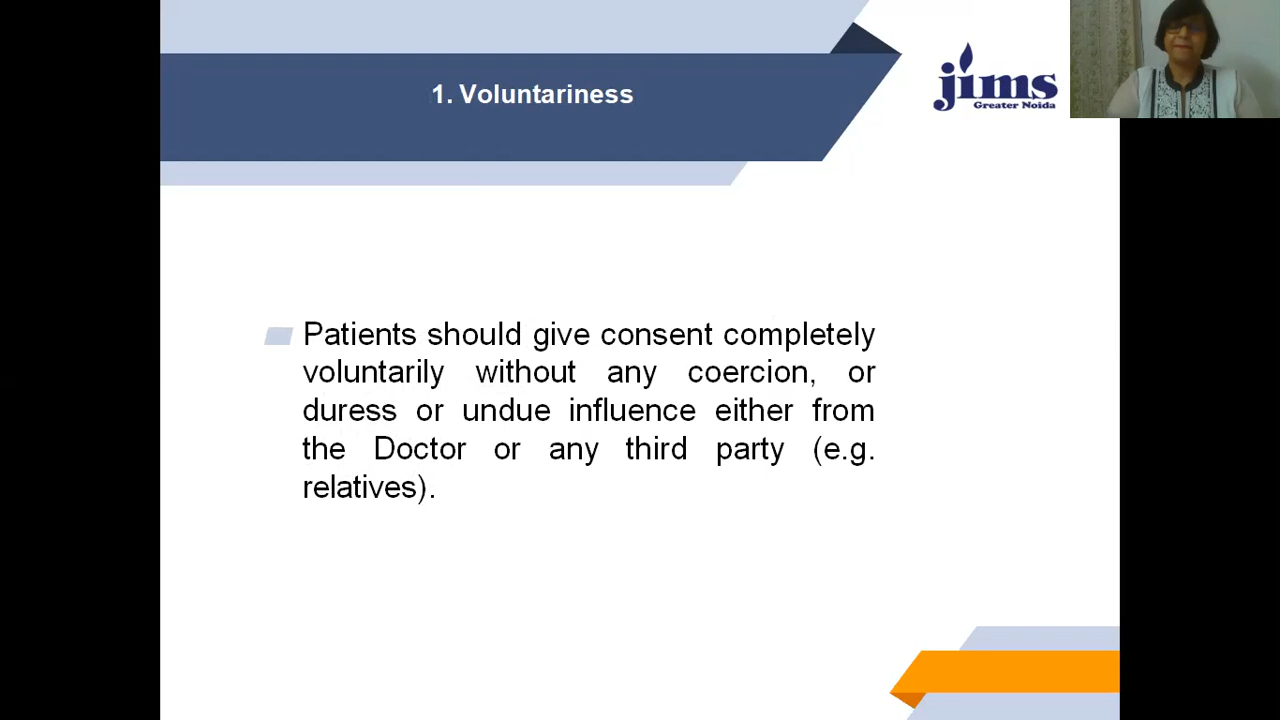 1. Voluntariness
jims
Greater Noida
Patients should give consent completely
voluntarily without any coercion, or
duress or undue influence either from
the Doctor or any third party (e.g.
relatives).